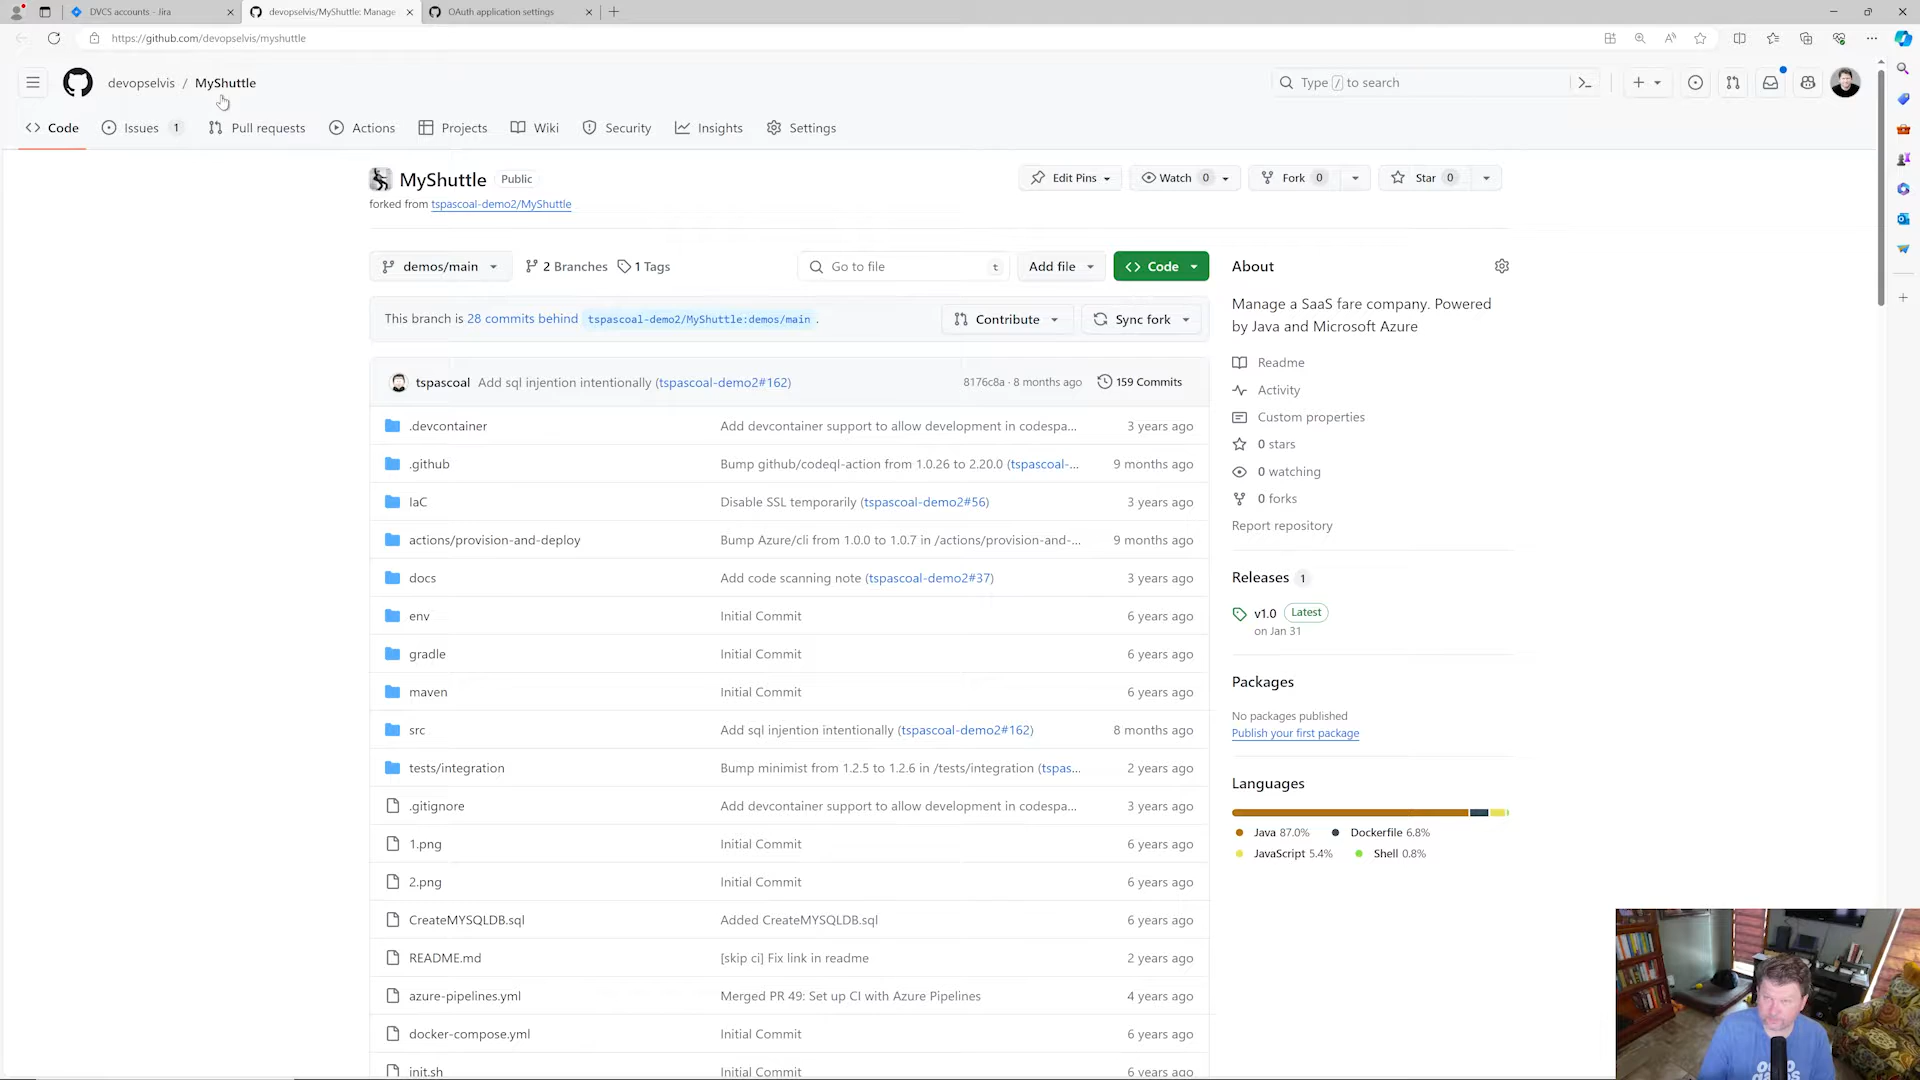 DVCS accounts - Jira
devopselvis/MyShuttle: Manage
OAuth application settings
https://github.com/devopselvis/myshuttle
devopselvis / MyShuttle
Type / to search
Code
Issues 1
Pull requests
Actions
Projects
Wiki
Security
Insights
Settings
MyShuttle Public
Edit Pins
Watch 0
Fork 0
Star 0
forked from tspascoal-demo2/MyShuttle
demos/main
2 Branches
1 Tags
Go to file t
Add file
Code
This branch is 28 commits behind tspascoal-demo2/MyShuttle:demos/main .
Contribute
Sync fork
tspascoal Add sql injention intentionally (tspascoal-demo2#162) 8176c8a · 8 months ago 159 Commits
.devcontainer Add devcontainer support to allow development in codespa... 3 years ago
.github Bump github/codeql-action from 1.0.26 to 2.20.0 (tspascoal-... 9 months ago
IaC Disable SSL temporarily (tspascoal-demo2#56) 3 years ago
actions/provision-and-deploy Bump Azure/cli from 1.0.0 to 1.0.7 in /actions/provision-and-... 9 months ago
docs Add code scanning note (tspascoal-demo2#37) 3 years ago
env Initial Commit 6 years ago
gradle Initial Commit 6 years ago
maven Initial Commit 6 years ago
src Add sql injention intentionally (tspascoal-demo2#162) 8 months ago
tests/integration Bump minimist from 1.2.5 to 1.2.6 in /tests/integration (tspas... 2 years ago
.gitignore Add devcontainer support to allow development in codespa... 3 years ago
1.png Initial Commit 6 years ago
2.png Initial Commit 6 years ago
CreateMYSQLDB.sql Added CreateMYSQLDB.sql 6 years ago
README.md [skip ci] Fix link in readme 2 years ago
azure-pipelines.yml Merged PR 49: Set up CI with Azure Pipelines 4 years ago
docker-compose.yml Initial Commit 6 years ago
init.sh Initial Commit 6 years ago
About
Manage a SaaS fare company. Powered
by Java and Microsoft Azure
Readme
Activity
Custom properties
0 stars
0 watching
0 forks
Report repository
Releases 1
v1.0 Latest
on Jan 31
Packages
No packages published
Publish your first package
Languages
Java 87.0% Dockerfile 6.8%
JavaScript 5.4% Shell 0.8%